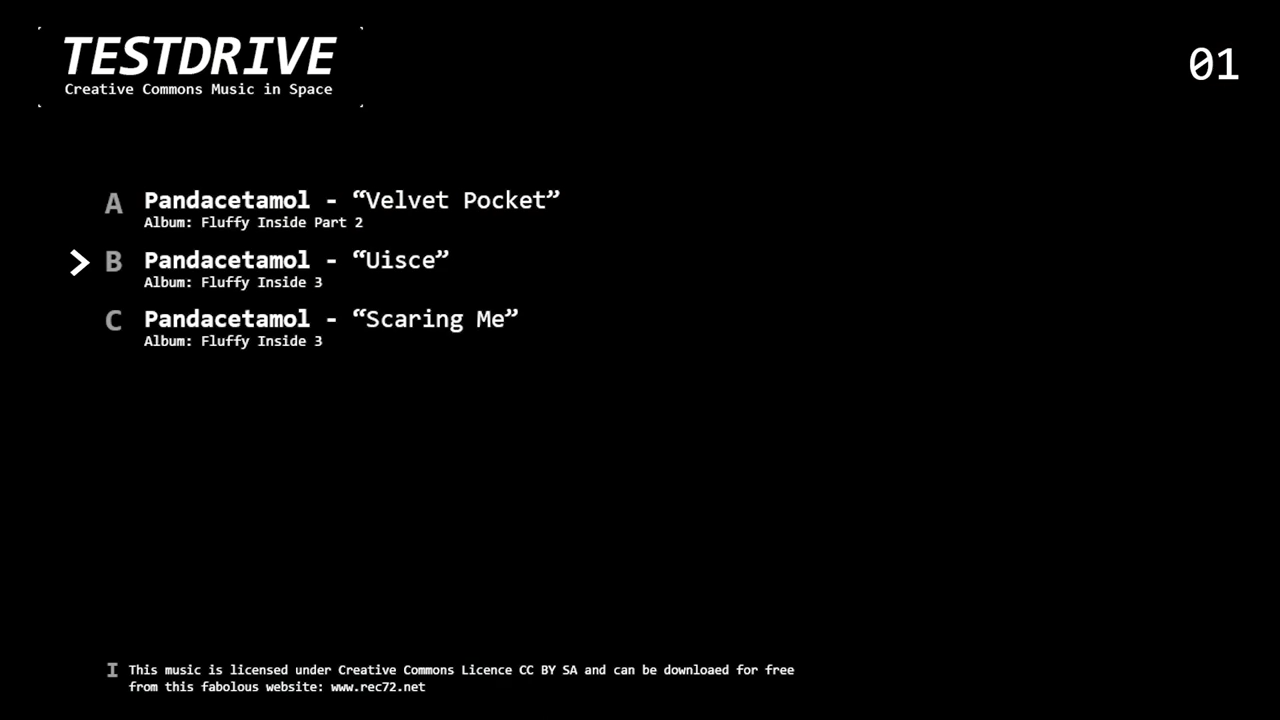 TESTDRIVE
Creative Commons Music in Space
01
A Pandacetamol - “Velvet Pocket”
Album: Fluffy Inside Part 2
> B Pandacetamol - “Uisce”
Album: Fluffy Inside 3
C Pandacetamol - “Scaring Me”
Album: Fluffy Inside 3
I This music is licensed under Creative Commons Licence CC BY SA and can be downloaed for free
from this fabolous website: www.rec72.net